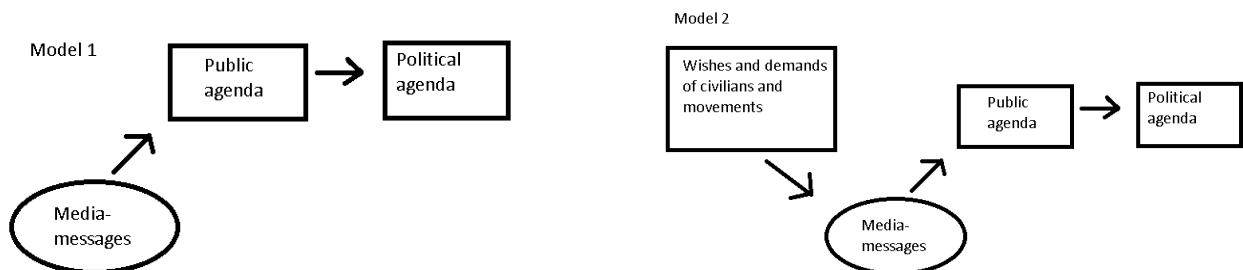 Model 1
Public
agenda
Political
agenda
Media-
messages
Model 2
Wishes and demands
of civilians and
movements
Public
agenda
Political
agenda
Media-
messages